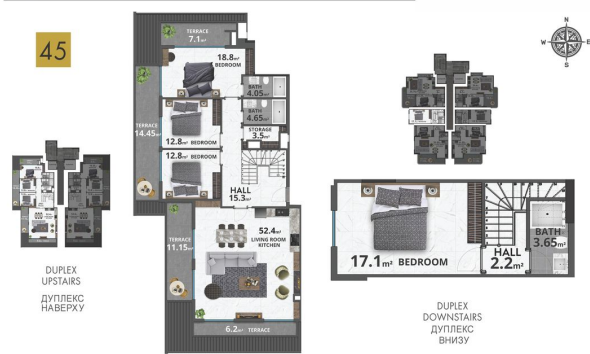 45
TERRACE
7.1m²
18.8m²
BEDROOM
BATH
4.05m²
BATH
4.65m²
TERRACE
14.45m²
12.8m² BEDROOM
STORAGE
3.5m²
12.8m² BEDROOM
HALL
15.3m²
TERRACE
11.15m²
52.4m²
LIVING ROOM
KITCHEN
6.2m² TERRACE
DUPLEX
UPSTAIRS
ДУПЛЕКС
НАВЕРХУ
N
W E
S
17.1m² BEDROOM
HALL
2.2m²
BATH
3.65m²
DUPLEX
DOWNSTAIRS
ДУПЛЕКС
ВНИЗУ